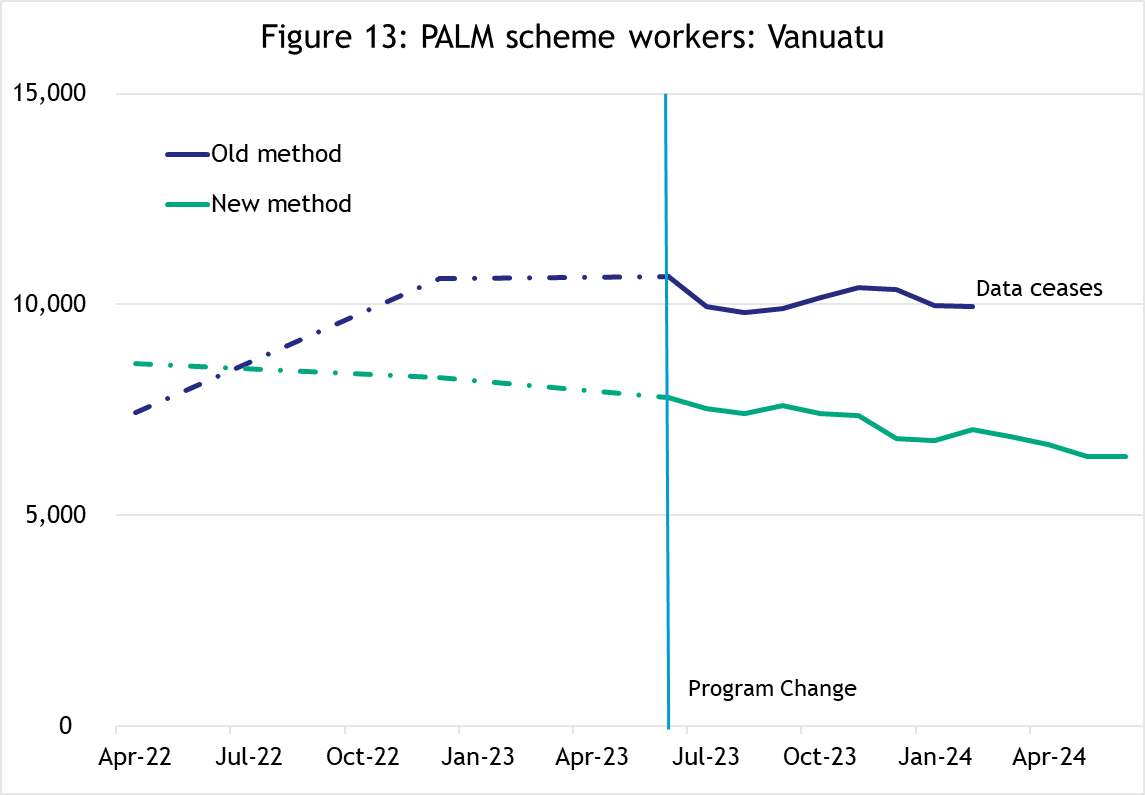 Figure 13: PALM scheme workers: Vanuatu
15,000
Old method
New method
10,000
Data ceases
5,000
Program Change
0
Apr-22 Jul-22 Oct-22 Jan-23 Apr-23 Jul-23 Oct-23 Jan-24 Apr-24